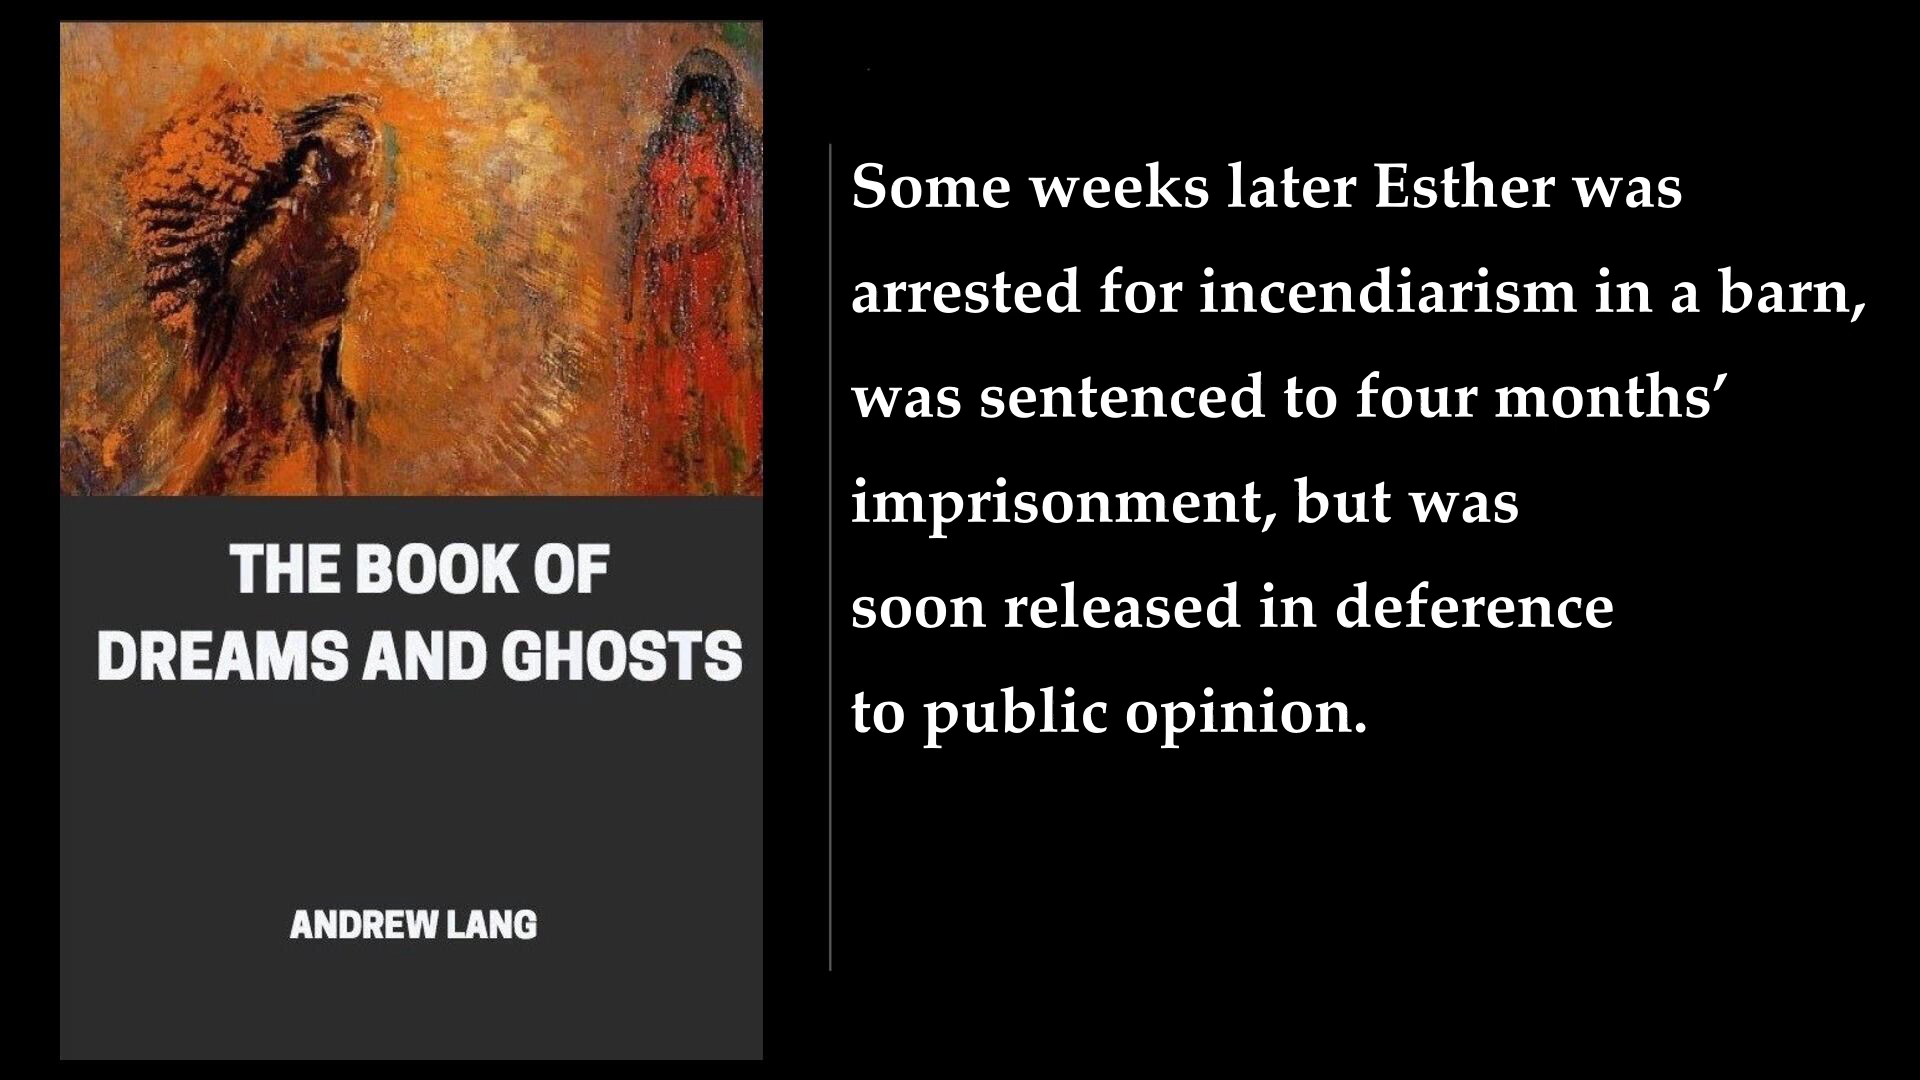 THE BOOK OF
DREAMS AND GHOSTS
ANDREW LANG
Some weeks later Esther was
arrested for incendiarism in a barn,
was sentenced to four months’
imprisonment, but was
soon released in deference
to public opinion.